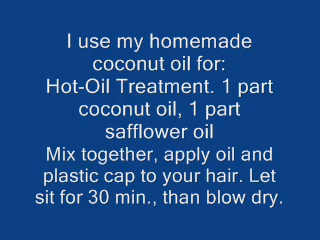 I use my homemade
coconut oil for:
Hot-Oil Treatment. 1 part
coconut oil, 1 part
safflower oil
Mix together, apply oil and
plastic cap to your hair. Let
sit for 30 min., than blow dry.